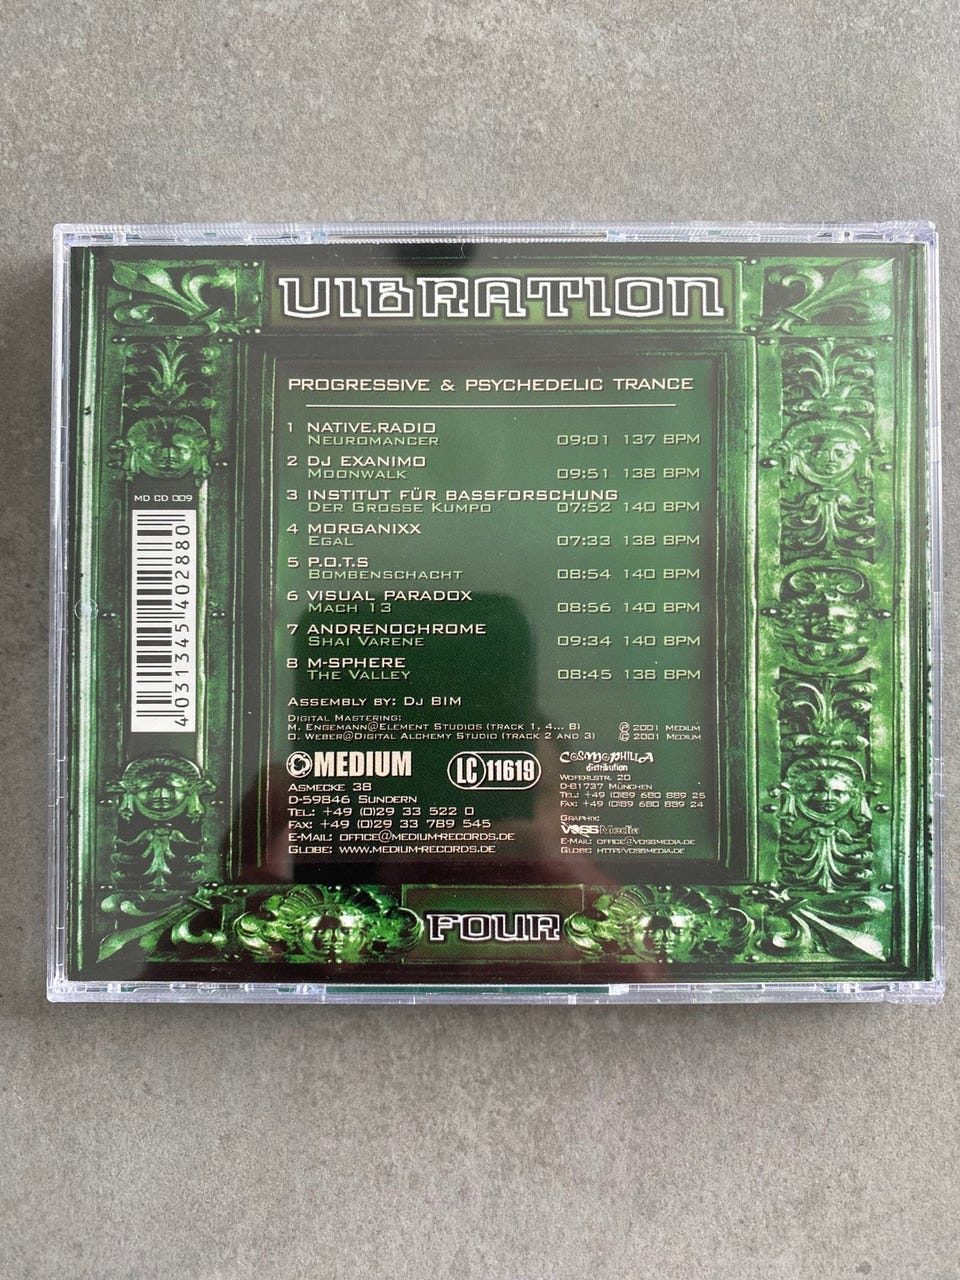 VIBRATION
PROGRESSIVE & PSYCHEDELIC TRANCE
1 NATIVE.RADIO
NEUROMANCER 09:01 137 BPM
2 DJ EXANIMO
MOONWALK 09:51 138 BPM
3 INSTITUT FÜR BASSFORSCHUNG
DER GROSSE KUMPO 07:52 140 BPM
4 MORGANIXX
EGAL 07:33 138 BPM
5 P.O.T.S
BOMBENSCHACHT 08:54 140 BPM
6 VISUAL PARADOX
MACH 13 08:56 140 BPM
7 ANDRENOCHROME
SHAI VARENE 09:34 140 BPM
8 M-SPHERE
THE VALLEY 08:45 138 BPM
ASSEMBLY BY: DJ BIM
DIGITAL MASTERING:
M. ENGEMANN@ELEMENT STUDIOS (TRACK 1, 4... 8)
O. WEBER@DIGITAL ALCHEMY STUDIO (TRACK 2 AND 3)
℗ 2001 MEDIUM
© 2001 MEDIUM
MEDIUM
ASMECKE 38
D-59846 SUNDERN
TEL: +49 (0)29 33 522 0
FAX: +49 (0)29 33 789 545
E-MAIL: OFFICE@MEDIUM-RECORDS.DE
GLOBE: WWW.MEDIUM-RECORDS.DE
LC 11619
COSMOPHILIA
distribution
D-81737 MÜNCHEN
TEL.: +49 (0)89 680 889 25
FAX: +49 (0)89 680 889 24
GRAPHIX:
VOSSMedia
E-MAIL: OFFICE@VOSSMEDIA.DE
MD CD 009
4 031345 402880
FOUR